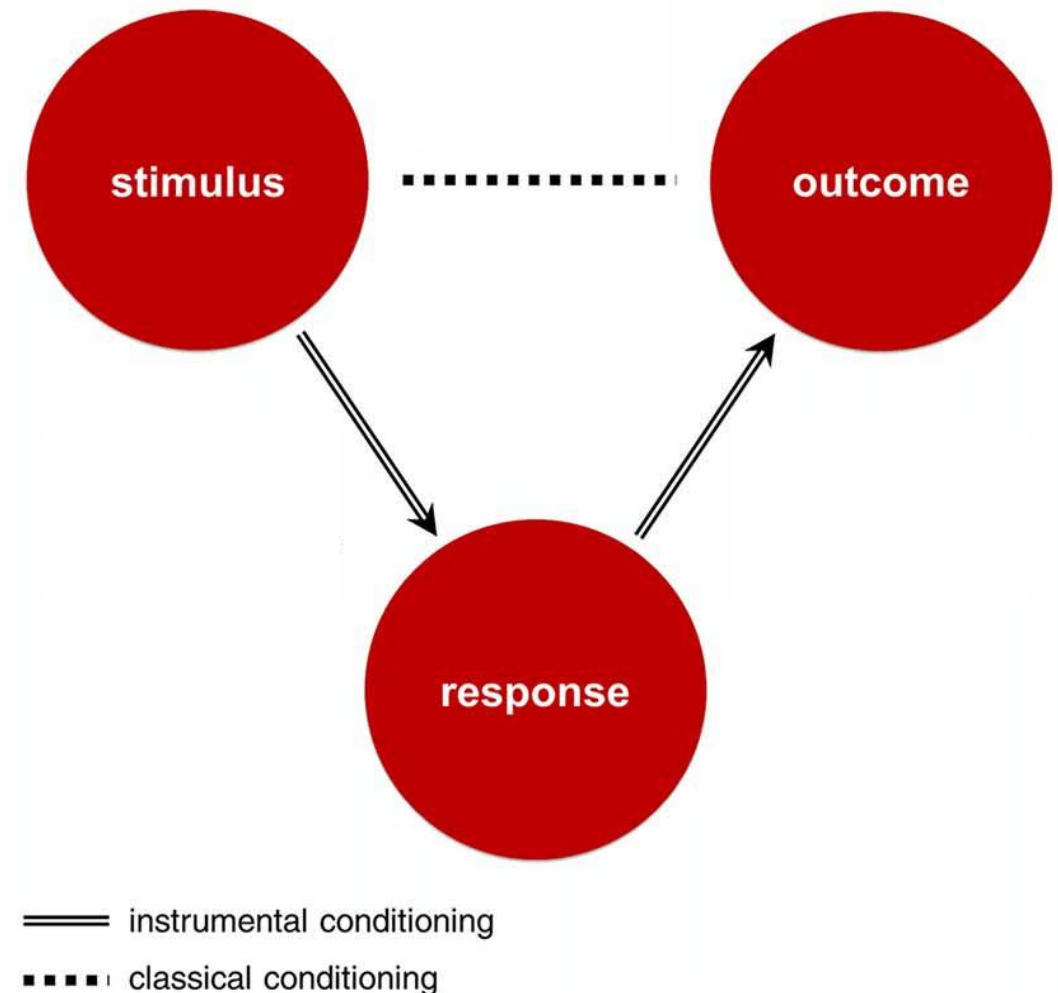 stimulus
outcome
response
instrumental conditioning
classical conditioning